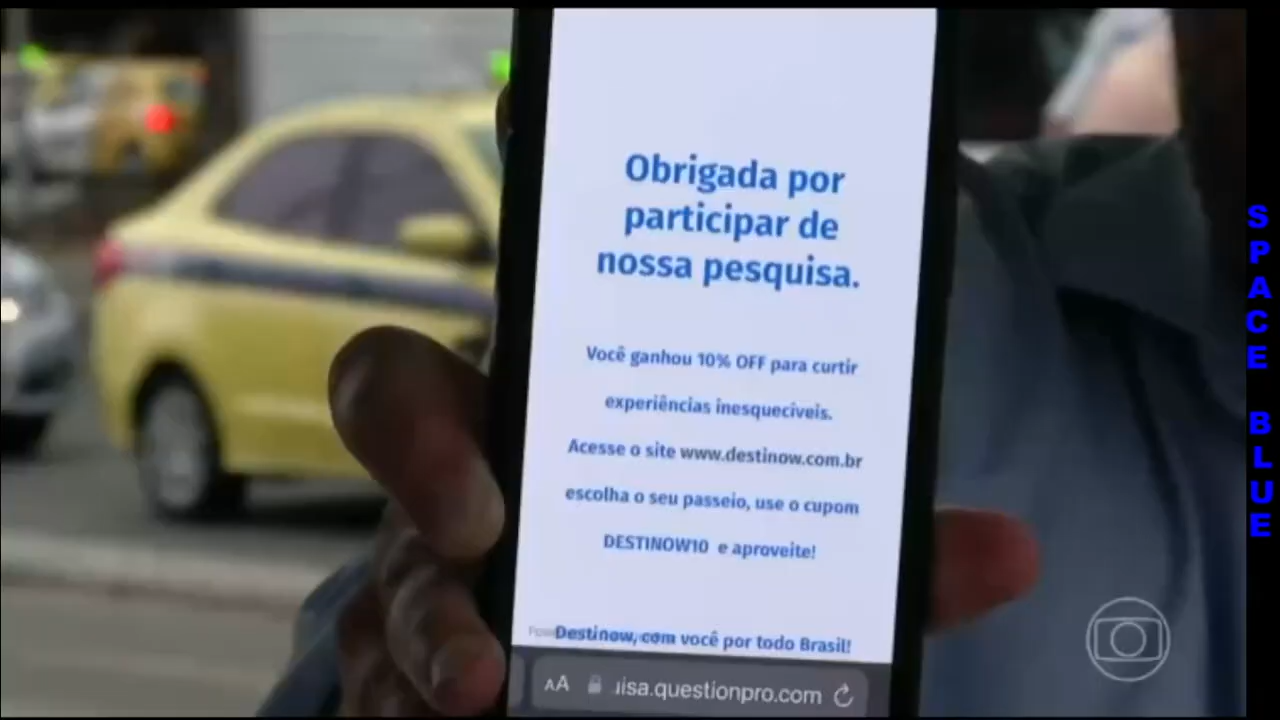 Obrigada por
participar de
nossa pesquisa.
Você ganhou 10% OFF para curtir
experiências inesquecíveis.
Acesse o site www.destinow.com.br
escolha o seu passeio, use o cupom
DESTINOW10 e aproveite!
Destinow, com você por todo Brasil!
AA uisa.questionpro.com
SPACE BLUE